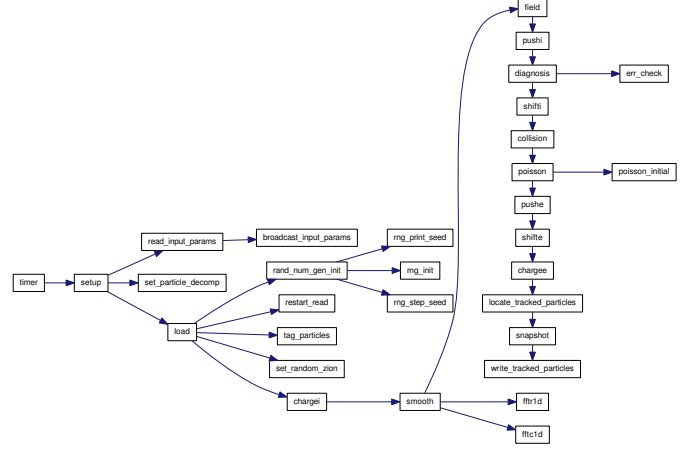 field
pushi
diagnosis
err_check
shifti
collision
poisson
poisson_initial
pushe
shifte
chargee
locate_tracked_particles
snapshot
write_tracked_particles
timer
setup
read_input_params
broadcast_input_params
set_particle_decomp
load
rand_num_gen_init
rng_print_seed
rng_init
rng_step_seed
restart_read
tag_particles
set_random_zion
chargei
smooth
fftr1d
fftc1d